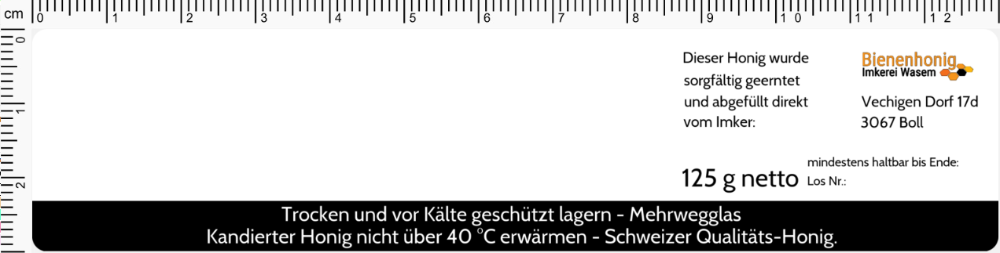 cm
0 1 2 3 4 5 6 7 8 9 10 11 12
0
1
2
Dieser Honig wurde
sorgfältig geerntet
und abgefüllt direkt
vom Imker:
Bienenhonig
Imkerei Wasem
Vechigen Dorf 17d
3067 Boll
125 g netto
mindestens haltbar bis Ende:
Los Nr.:
Trocken und vor Kälte geschützt lagern - Mehrwegglas
Kandierter Honig nicht über 40 °C erwärmen - Schweizer Qualitäts-Honig.